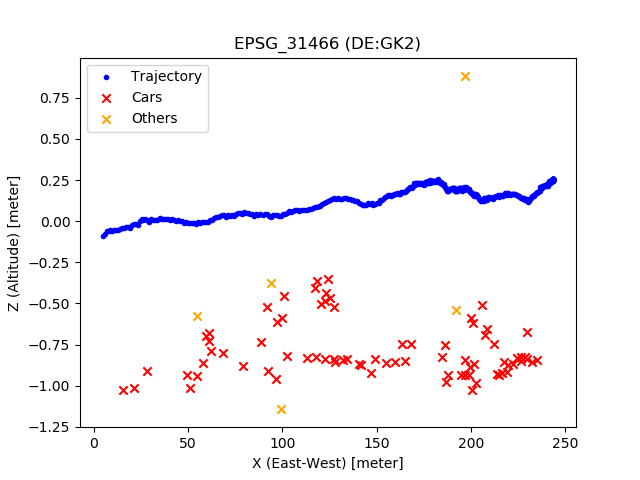 EPSG_31466 (DE:GK2)
Trajectory
Cars
Others
Z (Altitude) [meter]
0.75
0.50
0.25
0.00
−0.25
−0.50
−0.75
−1.00
−1.25
0 50 100 150 200 250
X (East-West) [meter]